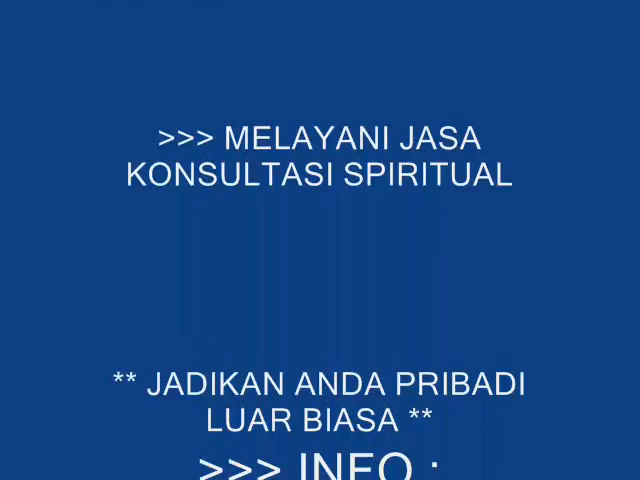 >>> MELAYANI JASA
KONSULTASI SPIRITUAL
** JADIKAN ANDA PRIBADI
LUAR BIASA **
>>> INFO :